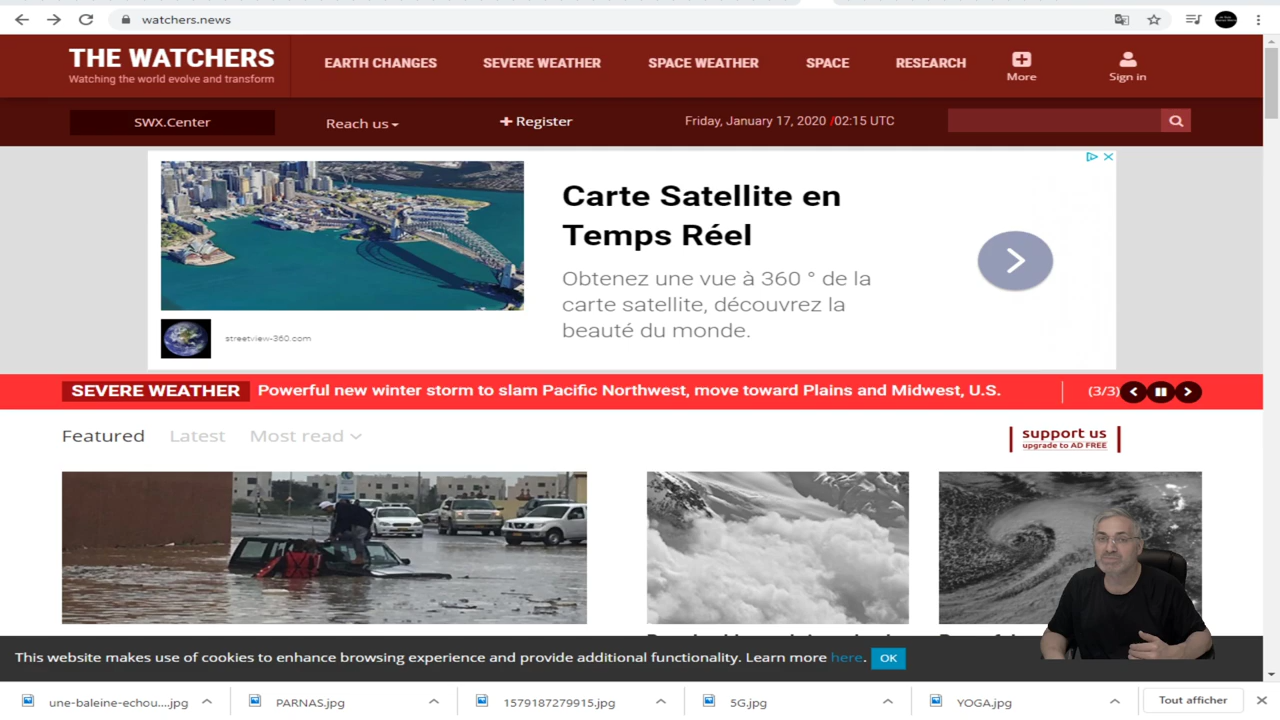 watchers.news
THE WATCHERS
Watching the world evolve and transform
EARTH CHANGES
SEVERE WEATHER
SPACE WEATHER
SPACE
RESEARCH
More
Sign in
SWX.Center
Reach us
+ Register
Friday, January 17, 2020 /02:15 UTC
Carte Satellite en
Temps Réel
Obtenez une vue à 360 ° de la
carte satellite, découvrez la
beauté du monde.
streetview-360.com
SEVERE WEATHER Powerful new winter storm to slam Pacific Northwest, move toward Plains and Midwest, U.S. (3/3)
Featured Latest Most read
support us
upgrade to AD FREE
This website makes use of cookies to enhance browsing experience and provide additional functionality. Learn more here. OK
une-baleine-echou....jpg
PARNAS.jpg
1579187279915.jpg
5G.jpg
YOGA.jpg
Tout afficher